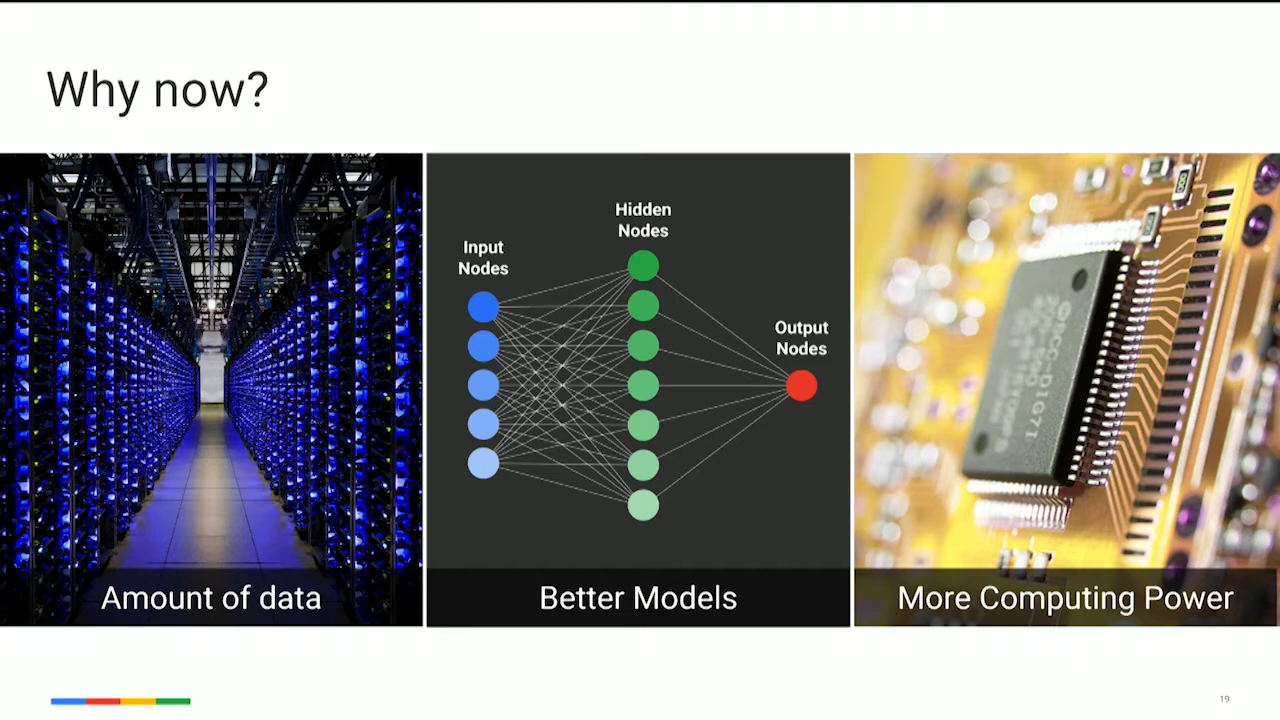 Why now?
Input
Nodes
Hidden
Nodes
Output
Nodes
Amount of data
Better Models
More Computing Power
19